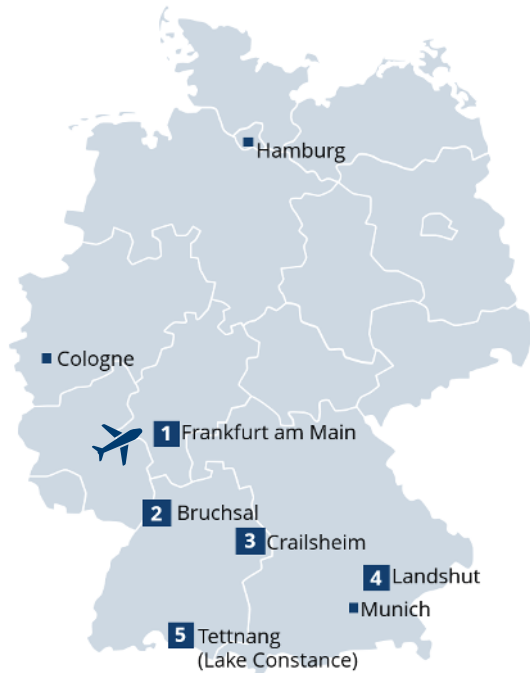 Hamburg
Cologne
1 Frankfurt am Main
2 Bruchsal
3 Crailsheim
4 Landshut
Munich
5 Tettnang
(Lake Constance)